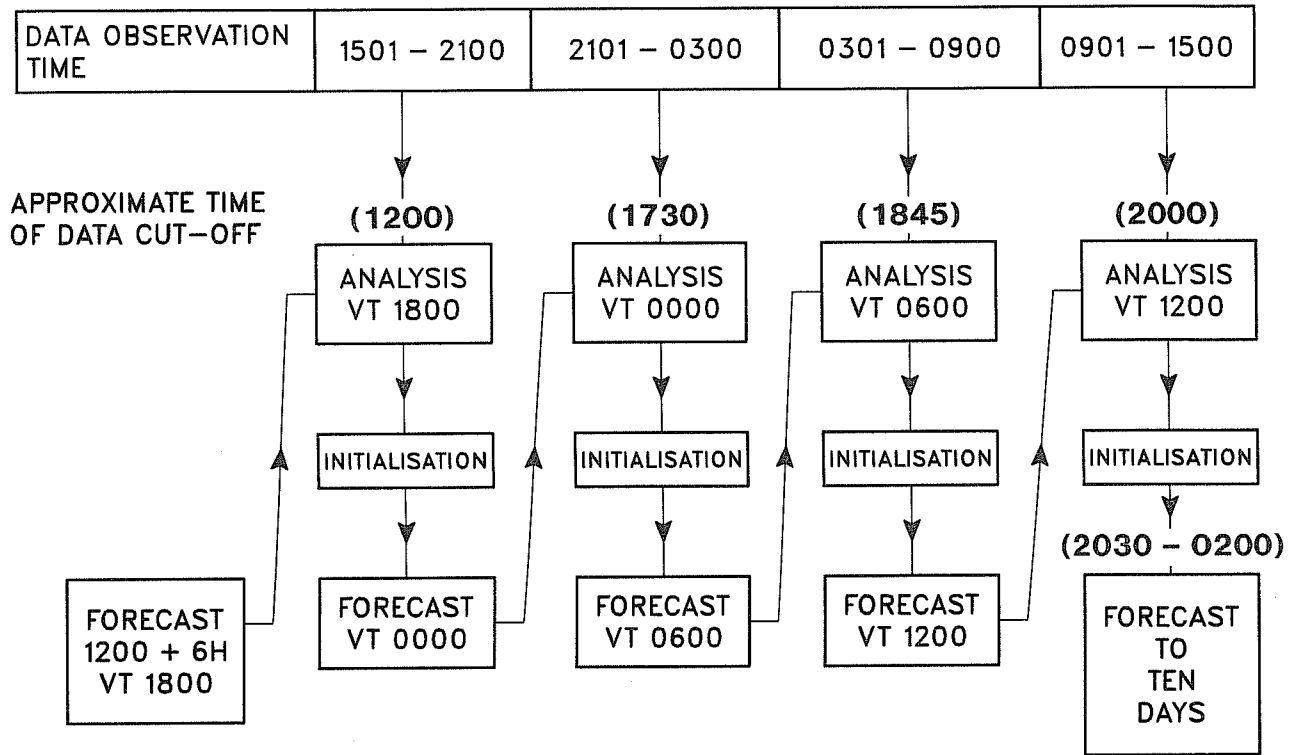 DATA OBSERVATION
TIME
1501 – 2100
2101 – 0300
0301 – 0900
0901 – 1500
APPROXIMATE TIME
OF DATA CUT–OFF
(1200)
(1730)
(1845)
(2000)
ANALYSIS
VT 1800
ANALYSIS
VT 0000
ANALYSIS
VT 0600
ANALYSIS
VT 1200
INITIALISATION
INITIALISATION
INITIALISATION
INITIALISATION
(2030 – 0200)
FORECAST
1200 + 6H
VT 1800
FORECAST
VT 0000
FORECAST
VT 0600
FORECAST
VT 1200
FORECAST
TO
TEN
DAYS